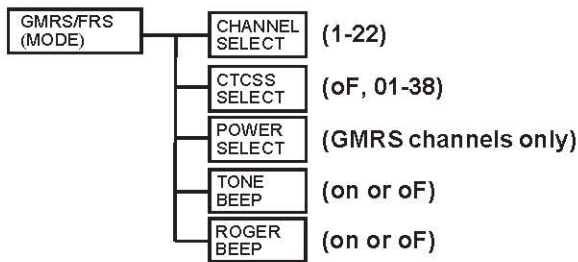 GMRS/FRS
(MODE)
CHANNEL
SELECT
(1-22)
CTCSS
SELECT
(oF, 01-38)
POWER
SELECT
(GMRS channels only)
TONE
BEEP
(on or oF)
ROGER
BEEP
(on or oF)